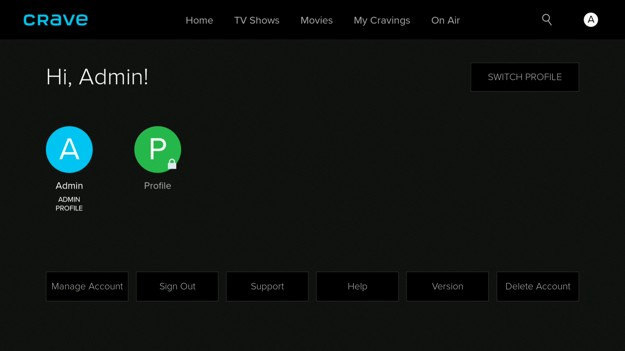 CRAVE
Home
TV Shows
Movies
My Cravings
On Air
A
Hi, Admin!
SWITCH PROFILE
A
P
Admin
Profile
ADMIN
PROFILE
Manage Account
Sign Out
Support
Help
Version
Delete Account